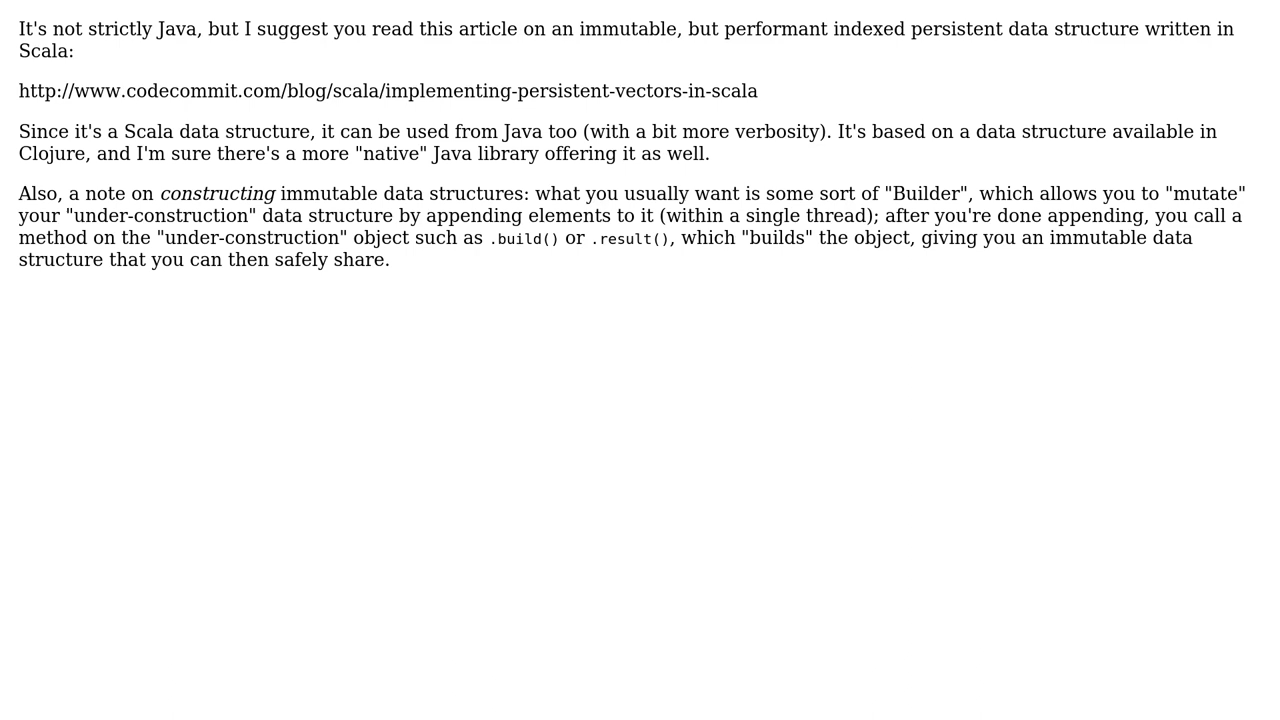 It's not strictly Java, but I suggest you read this article on an immutable, but performant indexed persistent data structure written in
Scala:
http://www.codecommit.com/blog/scala/implementing-persistent-vectors-in-scala
Since it's a Scala data structure, it can be used from Java too (with a bit more verbosity). It's based on a data structure available in
Clojure, and I'm sure there's a more "native" Java library offering it as well.
Also, a note on constructing immutable data structures: what you usually want is some sort of "Builder", which allows you to "mutate"
your "under-construction" data structure by appending elements to it (within a single thread); after you're done appending, you call a
method on the "under-construction" object such as .build() or .result(), which "builds" the object, giving you an immutable data
structure that you can then safely share.